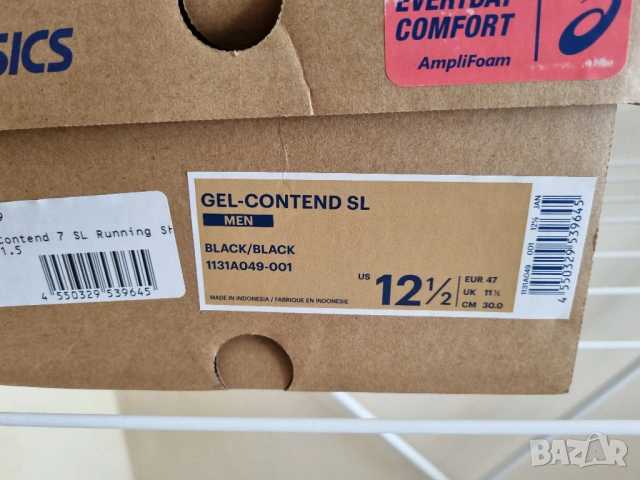 SICS
EVERYDAY
COMFORT
AmpliFoam
9
Contend 7 SL Running Sh
1.5
4 550329 539645
GEL-CONTEND SL
MEN
BLACK/BLACK
1131A049-001
MADE IN INDONESIA / FABRIQUE EN INDONESIE
US 12½
EUR 47
UK 11½
CM 30.0
1131A049 001 12½ JAN
4 550329 539645
BAZAR